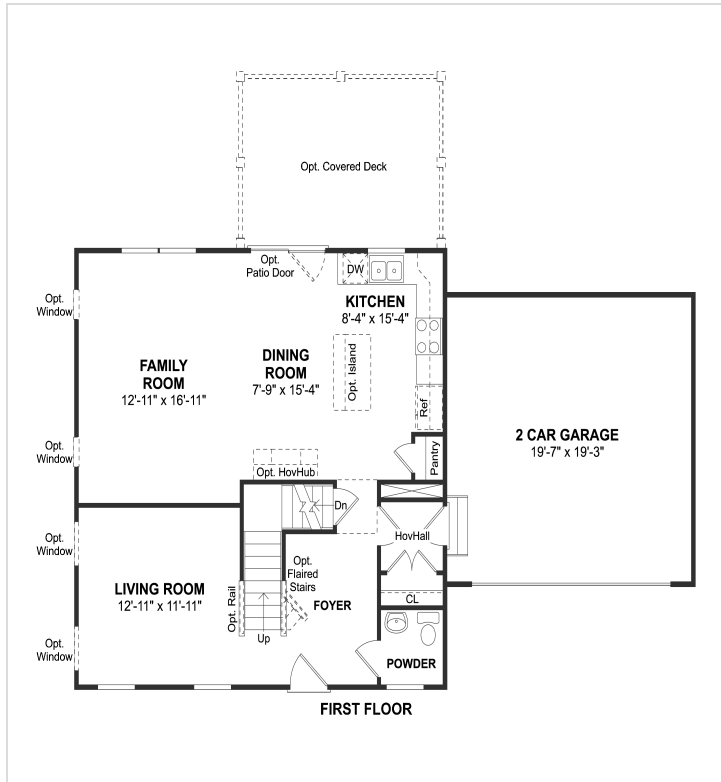 Opt. Covered Deck
Opt.
Patio Door
DW
KITCHEN
8'-4" x 15'-4"
Opt.
Window
FAMILY
ROOM
12'-11" x 16'-11"
DINING
ROOM
7'-9" x 15'-4"
Opt. Island
Ref
2 CAR GARAGE
19'-7" x 19'-3"
Opt.
Window
Opt. HovHub
Pantry
Dn
HovHall
Opt.
Window
Opt.
Flaired
Stairs
LIVING ROOM
12'-11" x 11'-11"
Opt. Rail
FOYER
CL
Up
Opt.
Window
POWDER
FIRST FLOOR